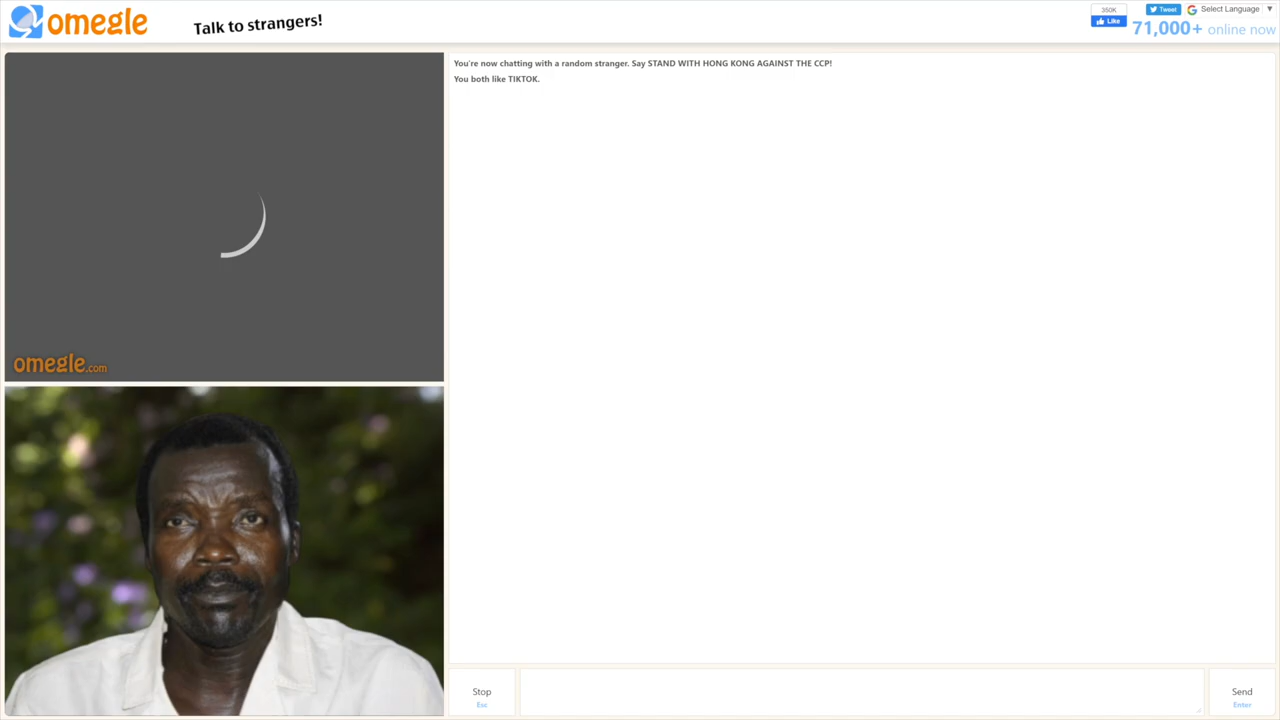 omegle
Talk to strangers!
350K
Like
Tweet
Select Language ▼
71,000+ online now
You're now chatting with a random stranger. Say STAND WITH HONG KONG AGAINST THE CCP!
You both like TIKTOK.
omegle.com
Stop
Esc
Send
Enter